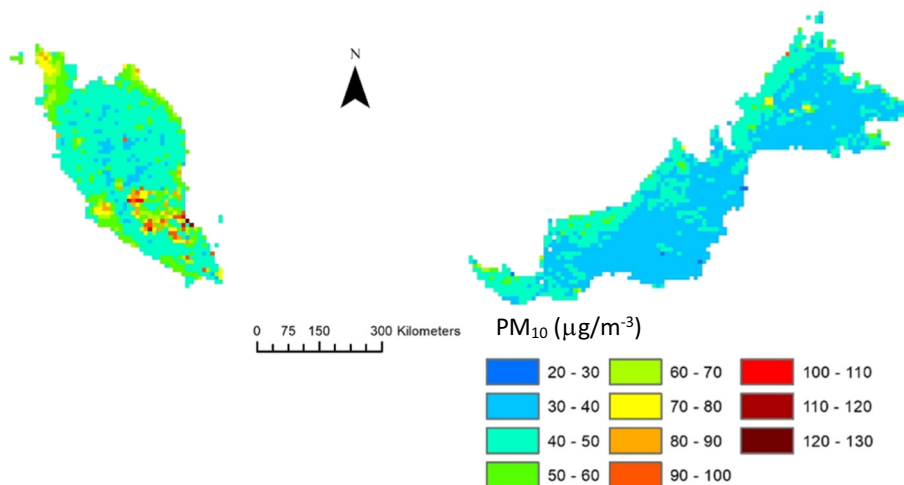 N
0 75 150 300 Kilometers
PM₁₀ (µg/m⁻³)
20 - 30 60 - 70 100 - 110
30 - 40 70 - 80 110 - 120
40 - 50 80 - 90 120 - 130
50 - 60 90 - 100